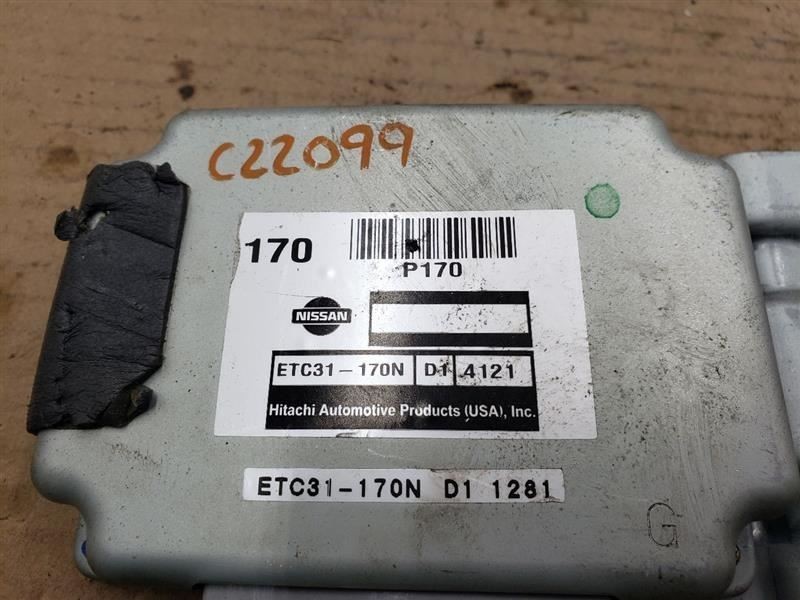 C22099
170
P170
NISSAN
ETC31-170N D1 4121
Hitachi Automotive Products (USA), Inc.
ETC31-170N D1 1281
G